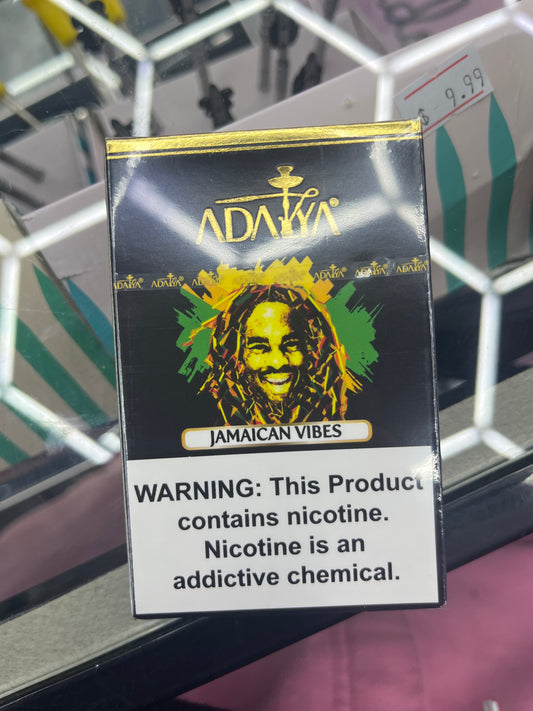 $ 9.99
ADALYA®
ADALYA ADALYA ADALYA ADALYA
JAMAICAN VIBES
WARNING: This Product
contains nicotine.
Nicotine is an
addictive chemical.